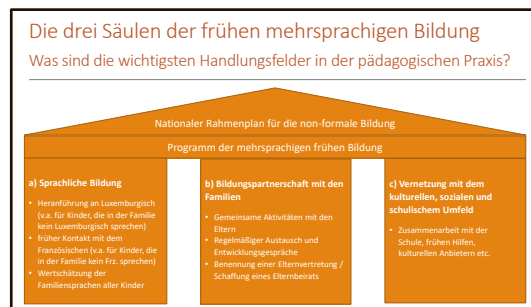 Die drei Säulen der frühen mehrsprachigen Bildung
Was sind die wichtigsten Handlungsfelder in der pädagogischen Praxis?
Nationaler Rahmenplan für die non-formale Bildung
Programm der mehrsprachigen frühen Bildung
a) Sprachliche Bildung
• Heranführung an Luxemburgisch
(v.a. für Kinder, die in der Familie
kein Luxemburgisch sprechen)
• früher Kontakt mit dem
Französischen (v.a. für Kinder, die
in der Familie kein Frz. sprechen)
• Wertschätzung der
Familiensprachen aller Kinder
b) Bildungspartnerschaft mit den
Familien
• Gemeinsame Aktivitäten mit den
Eltern
• Regelmäßiger Austausch und
Entwicklungsgespräche
• Benennung einer Elternvertretung /
Schaffung eines Elternbeirats
c) Vernetzung mit dem
kulturellen, sozialen und
schulischem Umfeld
• Zusammenarbeit mit der
Schule, frühen Hilfen,
kulturellen Anbietern etc.